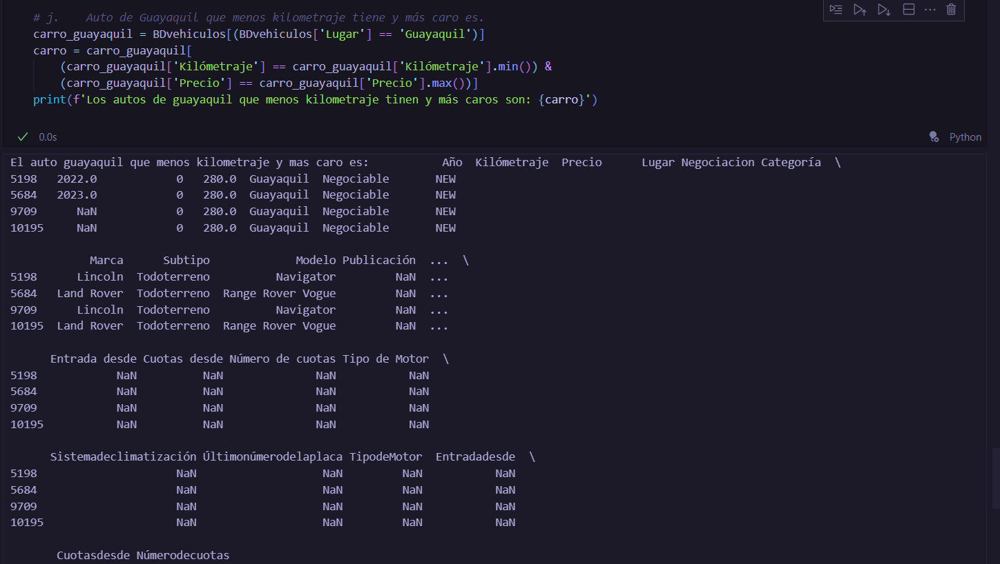 # j.    Auto de Guayaquil que menos kilometraje tiene y más caro es.
carro_guayaquil = BDvehiculos[(BDvehiculos['Lugar'] == 'Guayaquil')]
carro = carro_guayaquil[
    (carro_guayaquil['Kilómetraje'] == carro_guayaquil['Kilómetraje'].min()) &
    (carro_guayaquil['Precio'] == carro_guayaquil['Precio'].max())]
print(f'Los autos de guayaquil que menos kilometraje tinen y más caros son: {carro}')
0.0s Python
El auto guayaquil que menos kilometraje y mas caro es:           Año  Kilómetraje  Precio      Lugar Negociacion Categoría  \
5198   2022.0            0   280.0  Guayaquil  Negociable       NEW
5684   2023.0            0   280.0  Guayaquil  Negociable       NEW
9709      NaN            0   280.0  Guayaquil  Negociable       NEW
10195     NaN            0   280.0  Guayaquil  Negociable       NEW
            Marca      Subtipo             Modelo Publicación  ...  \
5198      Lincoln  Todoterreno          Navigator         NaN  ...
5684   Land Rover  Todoterreno  Range Rover Vogue         NaN  ...
9709      Lincoln  Todoterreno          Navigator         NaN  ...
10195  Land Rover  Todoterreno  Range Rover Vogue         NaN  ...
      Entrada desde Cuotas desde Número de cuotas Tipo de Motor  \
5198            NaN          NaN              NaN           NaN
5684            NaN          NaN              NaN           NaN
9709            NaN          NaN              NaN           NaN
10195           NaN          NaN              NaN           NaN
      Sistemadeclimatización Últimonúmerodelaplaca TipodeMotor  Entradadesde  \
5198                     NaN                   NaN         NaN           NaN
5684                     NaN                   NaN         NaN           NaN
9709                     NaN                   NaN         NaN           NaN
10195                    NaN                   NaN         NaN           NaN
       Cuotasdesde Númerodecuotas